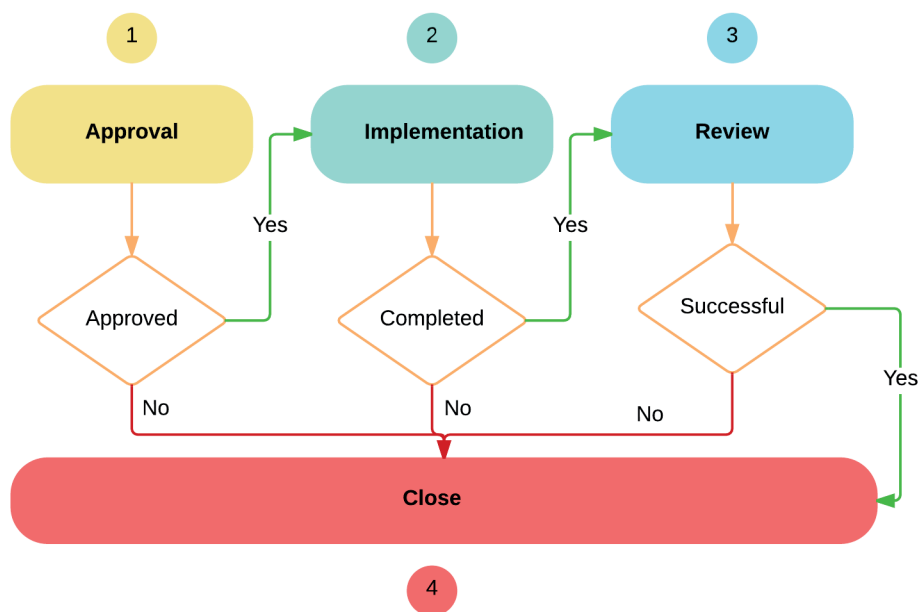 1
2
3
Approval
Implementation
Review
Yes
Yes
Approved
Completed
Successful
Yes
No
No
No
Close
4